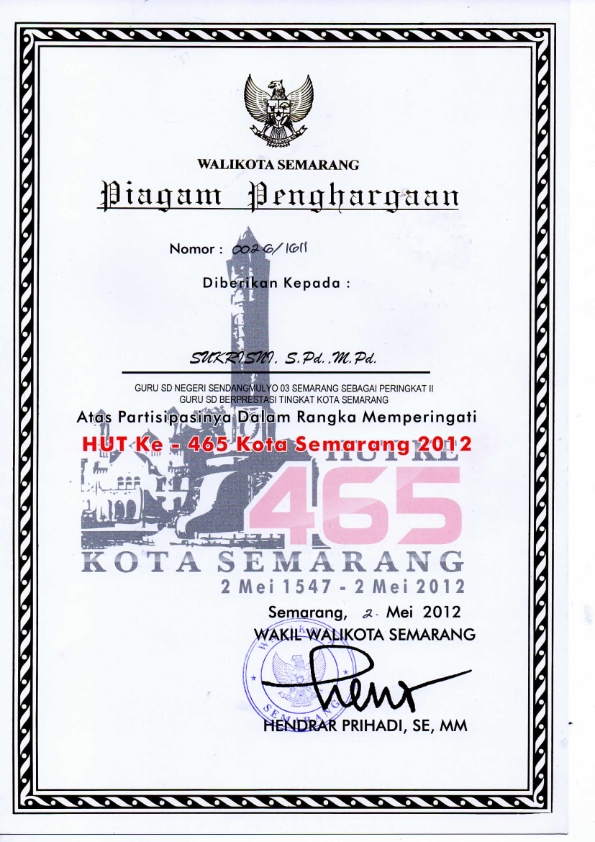 WALIKOTA SEMARANG
Piagam Penghargaan
Nomor : 002G/1611
Diberikan Kepada :
SUKRISNI, S.Pd.,M.Pd.
GURU SD NEGERI SENDANGMULYO 03 SEMARANG SEBAGAI PERINGKAT II
GURU SD BERPRESTASI TINGKAT KOTA SEMARANG
Atas Partisipasinya Dalam Rangka Memperingati
HUT Ke - 465 Kota Semarang 2012
HUT KE
465
KOTA SEMARANG
2 Mei 1547 - 2 Mei 2012
Semarang, 2 Mei 2012
WAKIL WALIKOTA SEMARANG
SEMARANG
HENDRAR PRIHADI, SE, MM